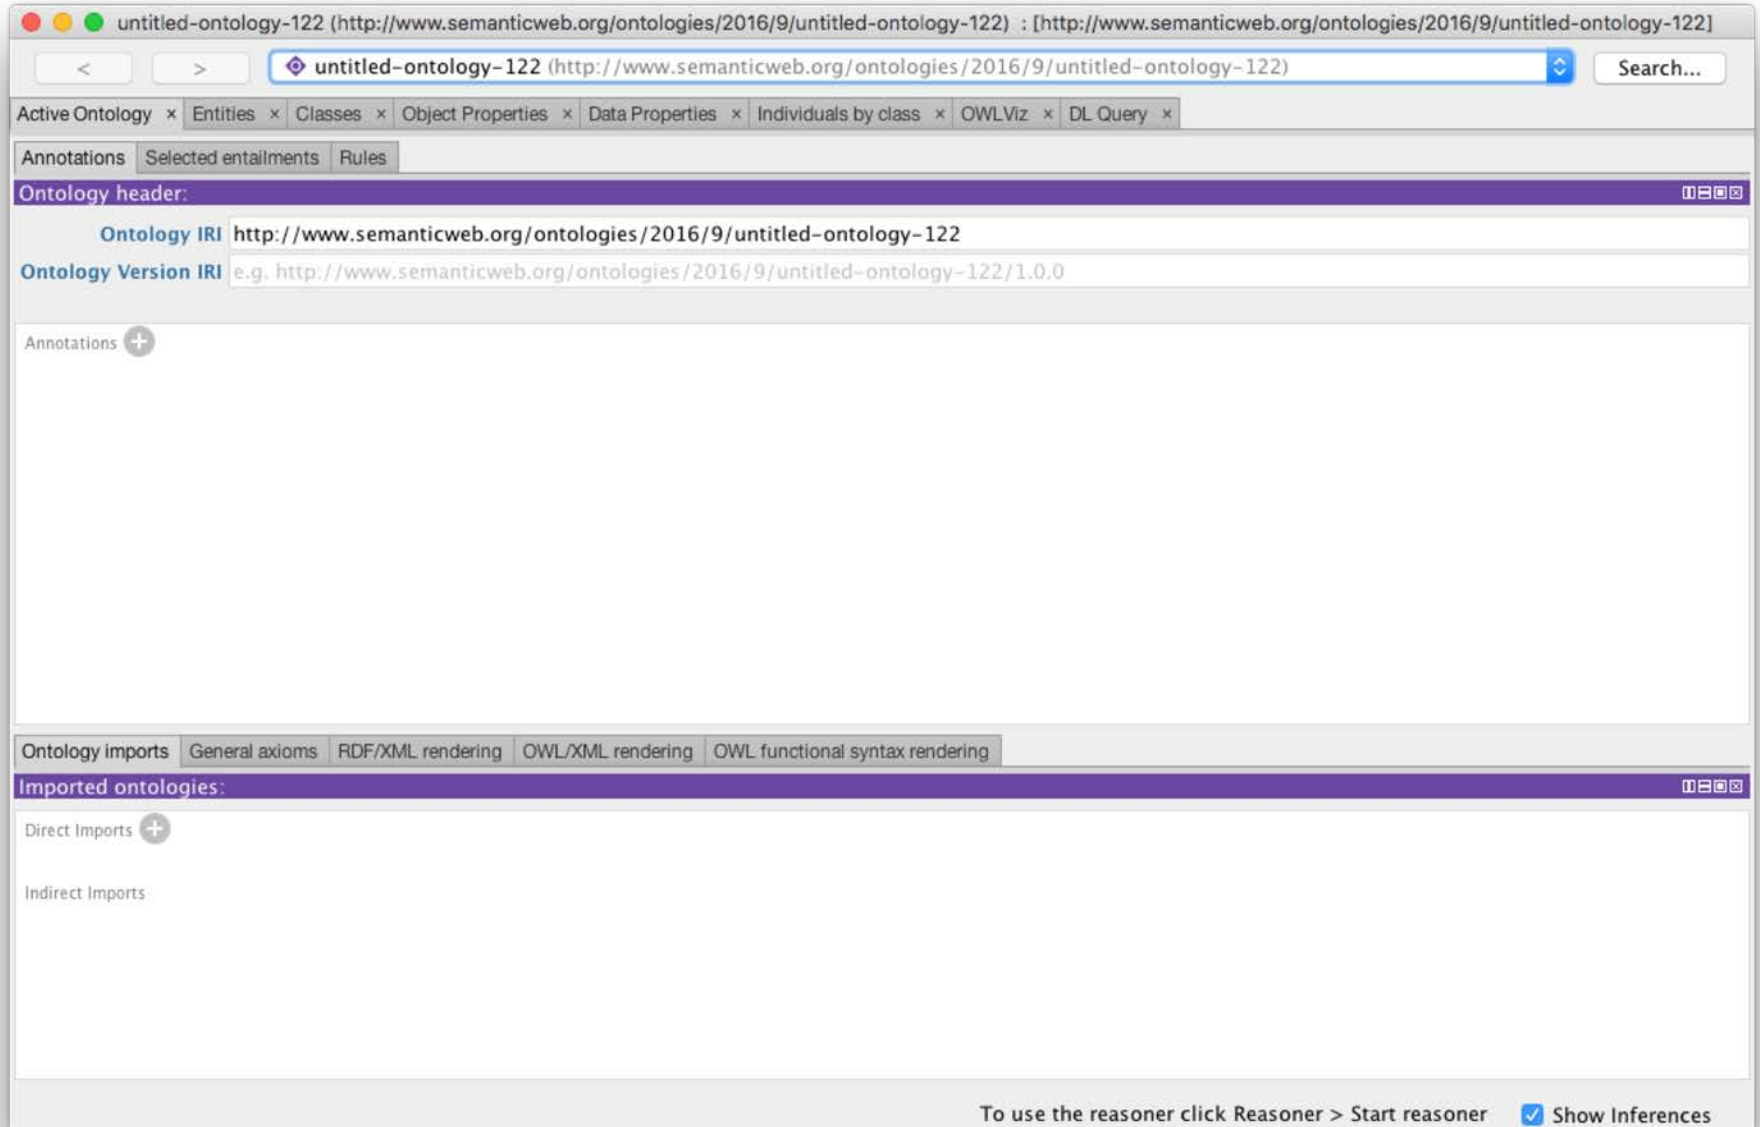 untitled-ontology-122 (http://www.semanticweb.org/ontologies/2016/9/untitled-ontology-122) : [http://www.semanticweb.org/ontologies/2016/9/untitled-ontology-122]
< > untitled-ontology-122 (http://www.semanticweb.org/ontologies/2016/9/untitled-ontology-122) Search...
Active Ontology × Entities × Classes × Object Properties × Data Properties × Individuals by class × OWLViz × DL Query ×
Annotations Selected entailments Rules
Ontology header:
Ontology IRI http://www.semanticweb.org/ontologies/2016/9/untitled-ontology-122
Ontology Version IRI e.g. http://www.semanticweb.org/ontologies/2016/9/untitled-ontology-122/1.0.0
Annotations
Ontology imports General axioms RDF/XML rendering OWL/XML rendering OWL functional syntax rendering
Imported ontologies:
Direct Imports
Indirect Imports
To use the reasoner click Reasoner > Start reasoner Show Inferences